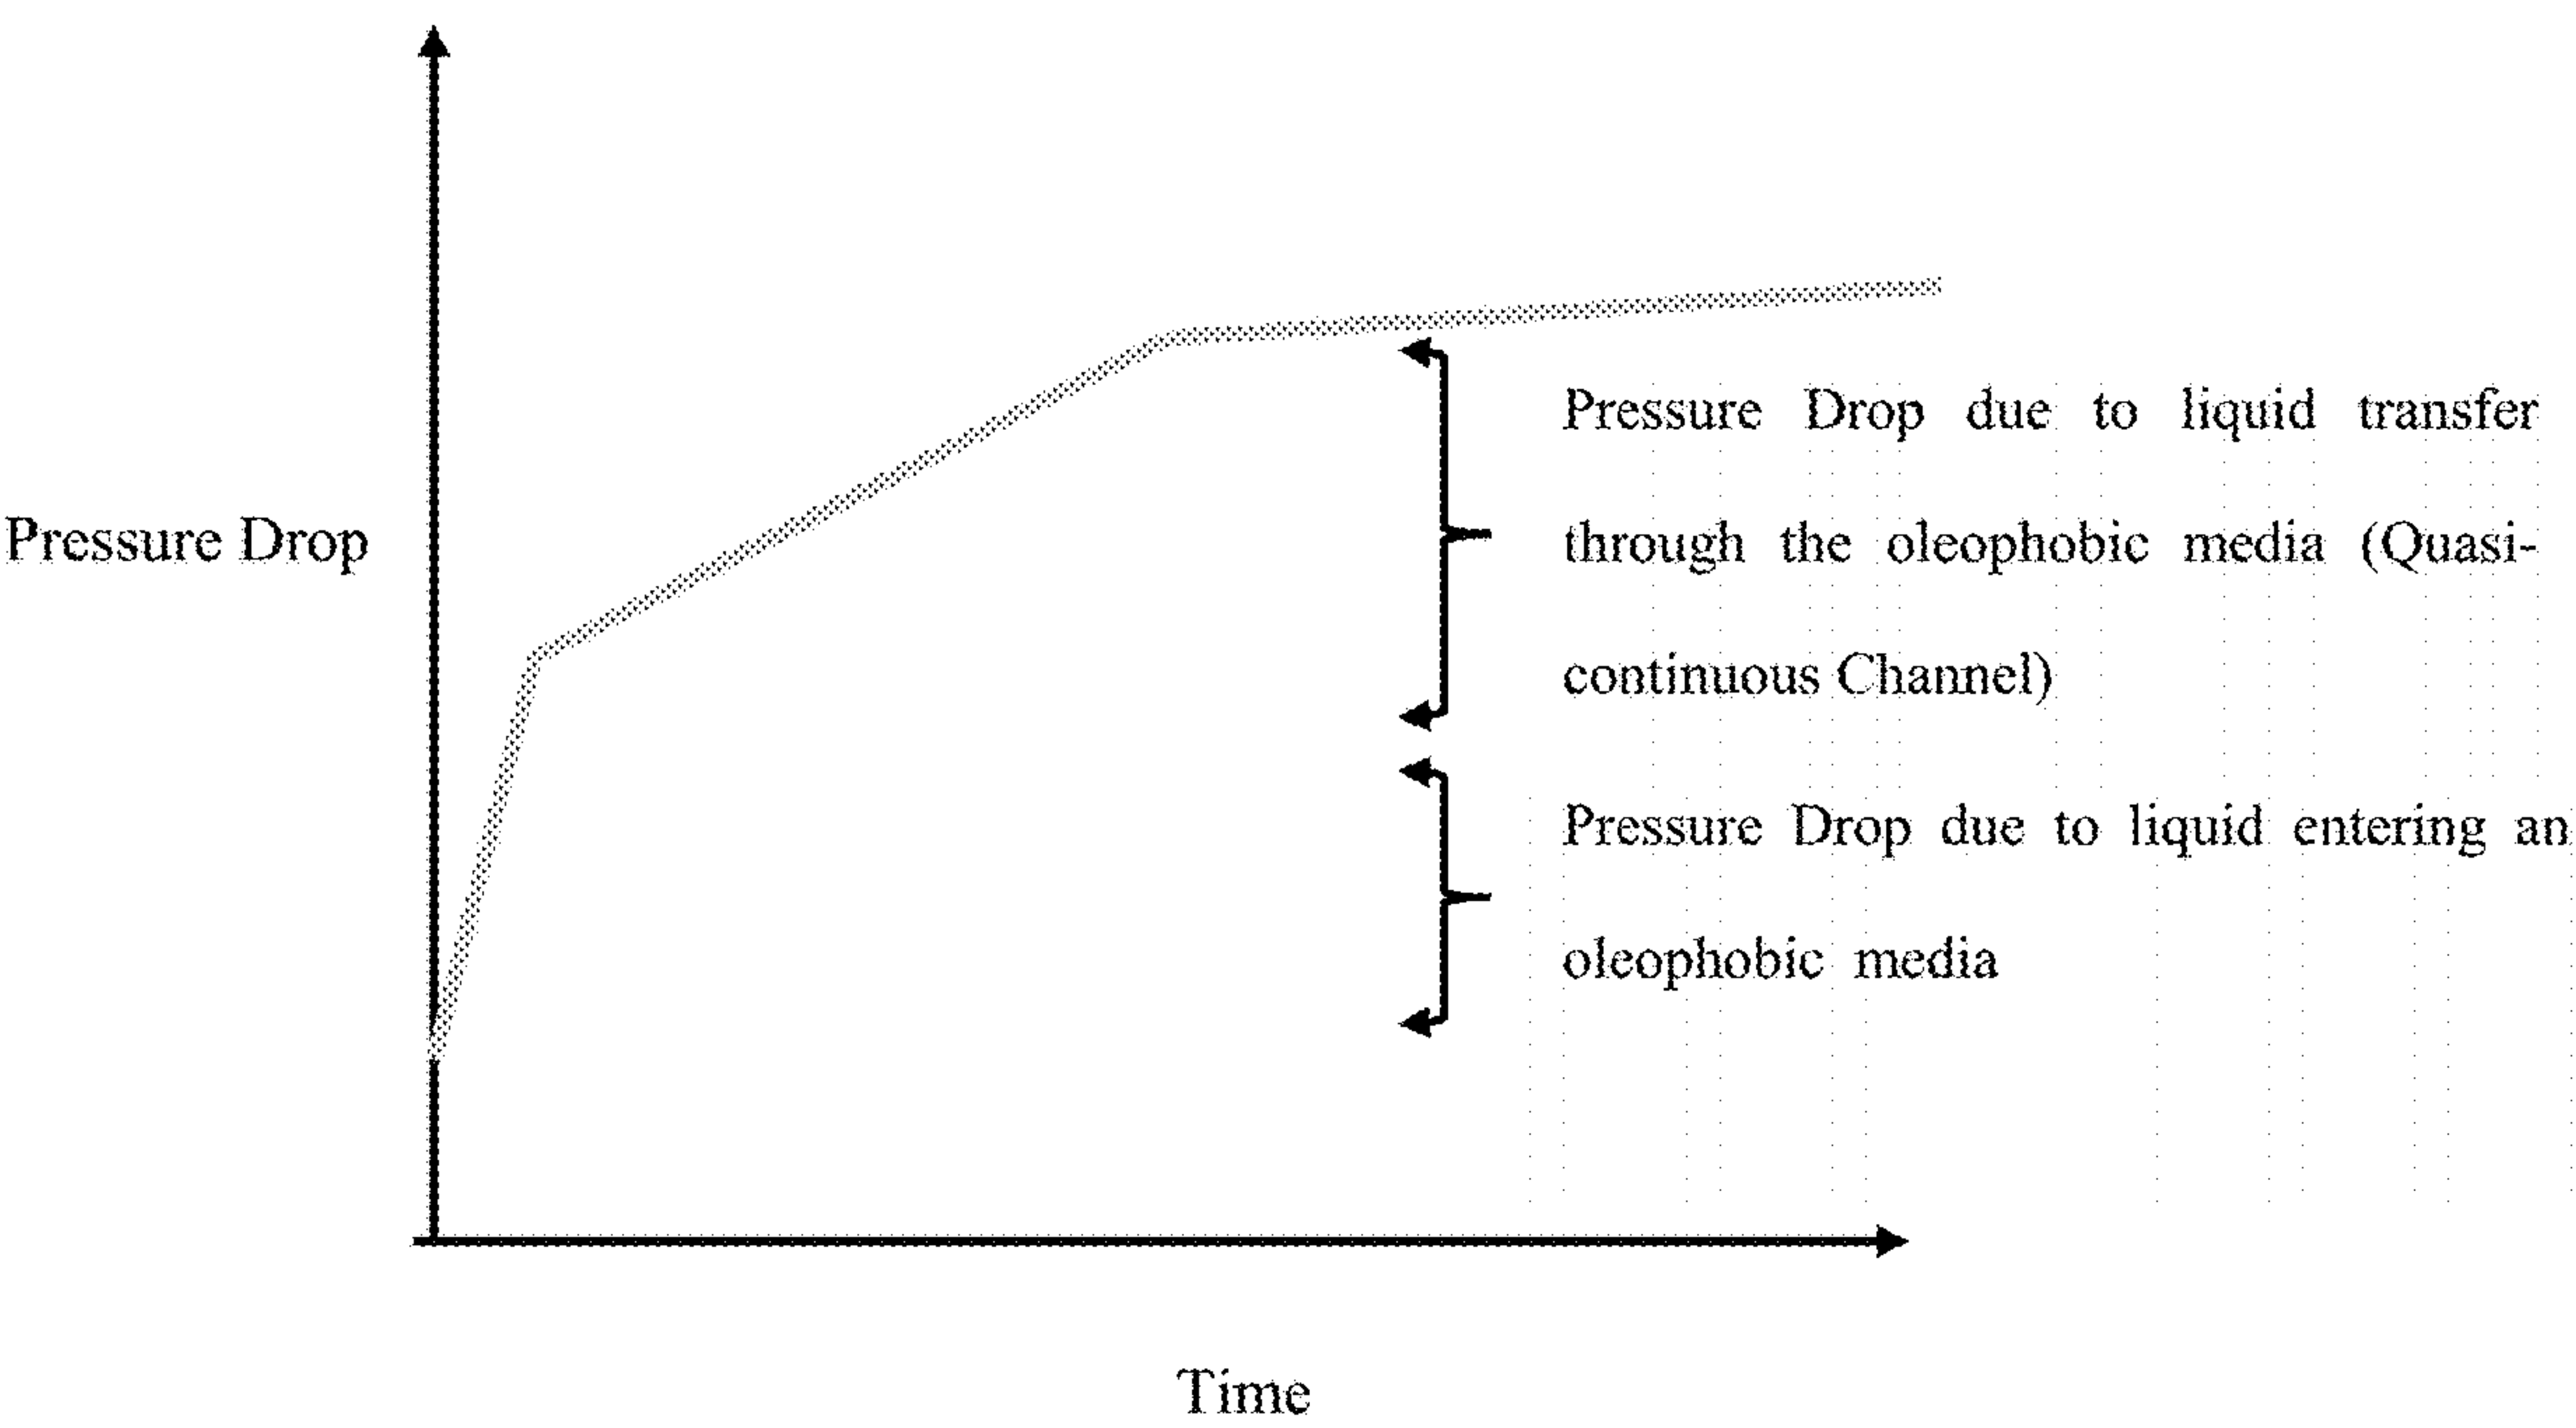 Pressure Drop due to liquid transfer
through the oleophobic media (Quasi-
continuous Channel)
Pressure Drop
Pressure Drop due to liquid entering an
oleophobic media
Time